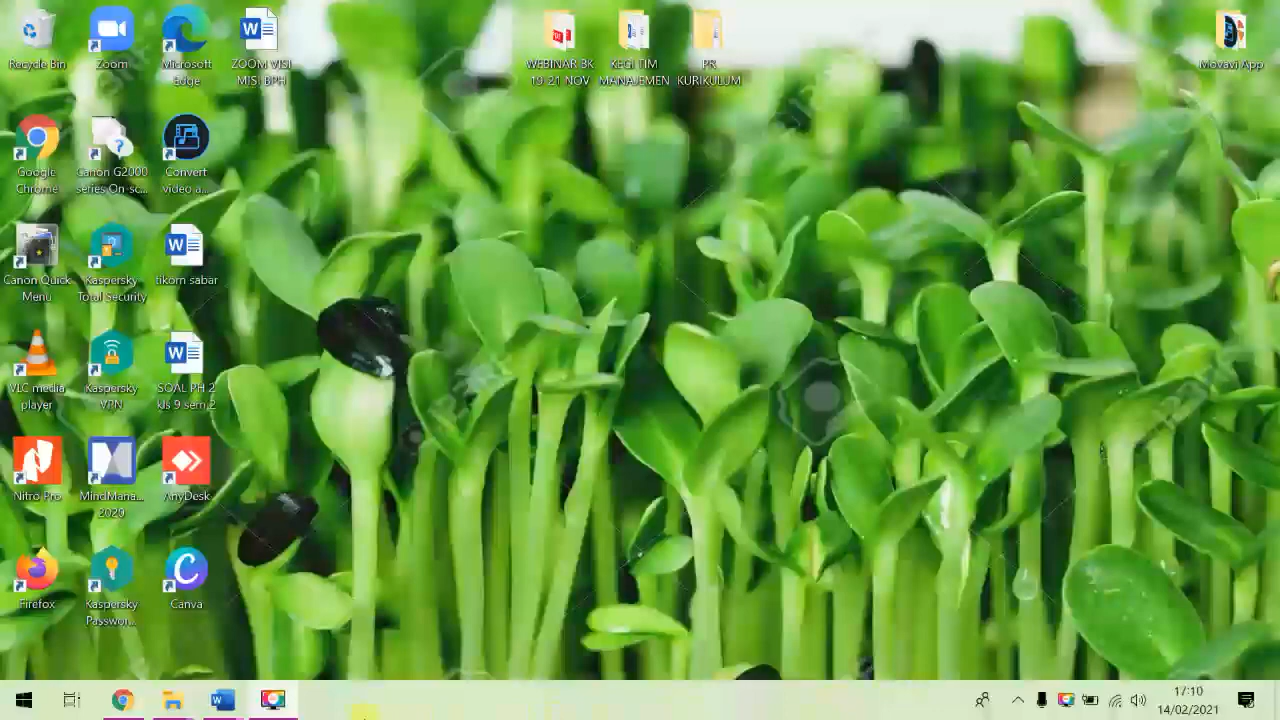 Recycle Bin
Zoom
Microsoft
Edge
ZOOM VISI
MISI BPH
WEBINAR BK
19-21 NOV
KEGI TIM
MANAJEMEN
PR
KURIKULUM
Movavi App
Google
Chrome
Canon G2000
series On-sc...
Convert
video a...
Canon Quick
Menu
Kaspersky
Total Security
tikom sabar
VLC media
player
Kaspersky
VPN
SOAL PH 2
kls 9 sem 2
Nitro Pro
MindMana...
2020
AnyDesk
Firefox
Kaspersky
Passwor...
Canva
17:10
14/02/2021